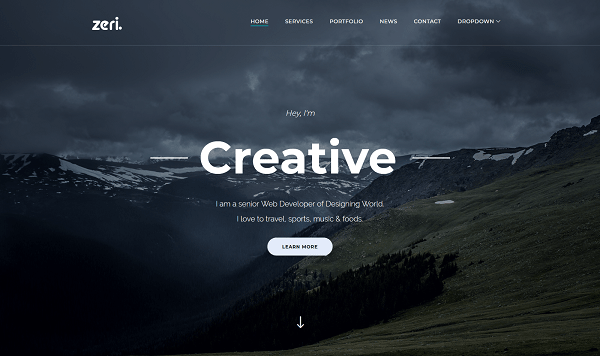 zeri.
HOME SERVICES PORTFOLIO NEWS CONTACT DROPDOWN
Hey, I'm
Creative
I am a senior Web Developer of Designing World.
I love to travel, sports, music & foods.
LEARN MORE